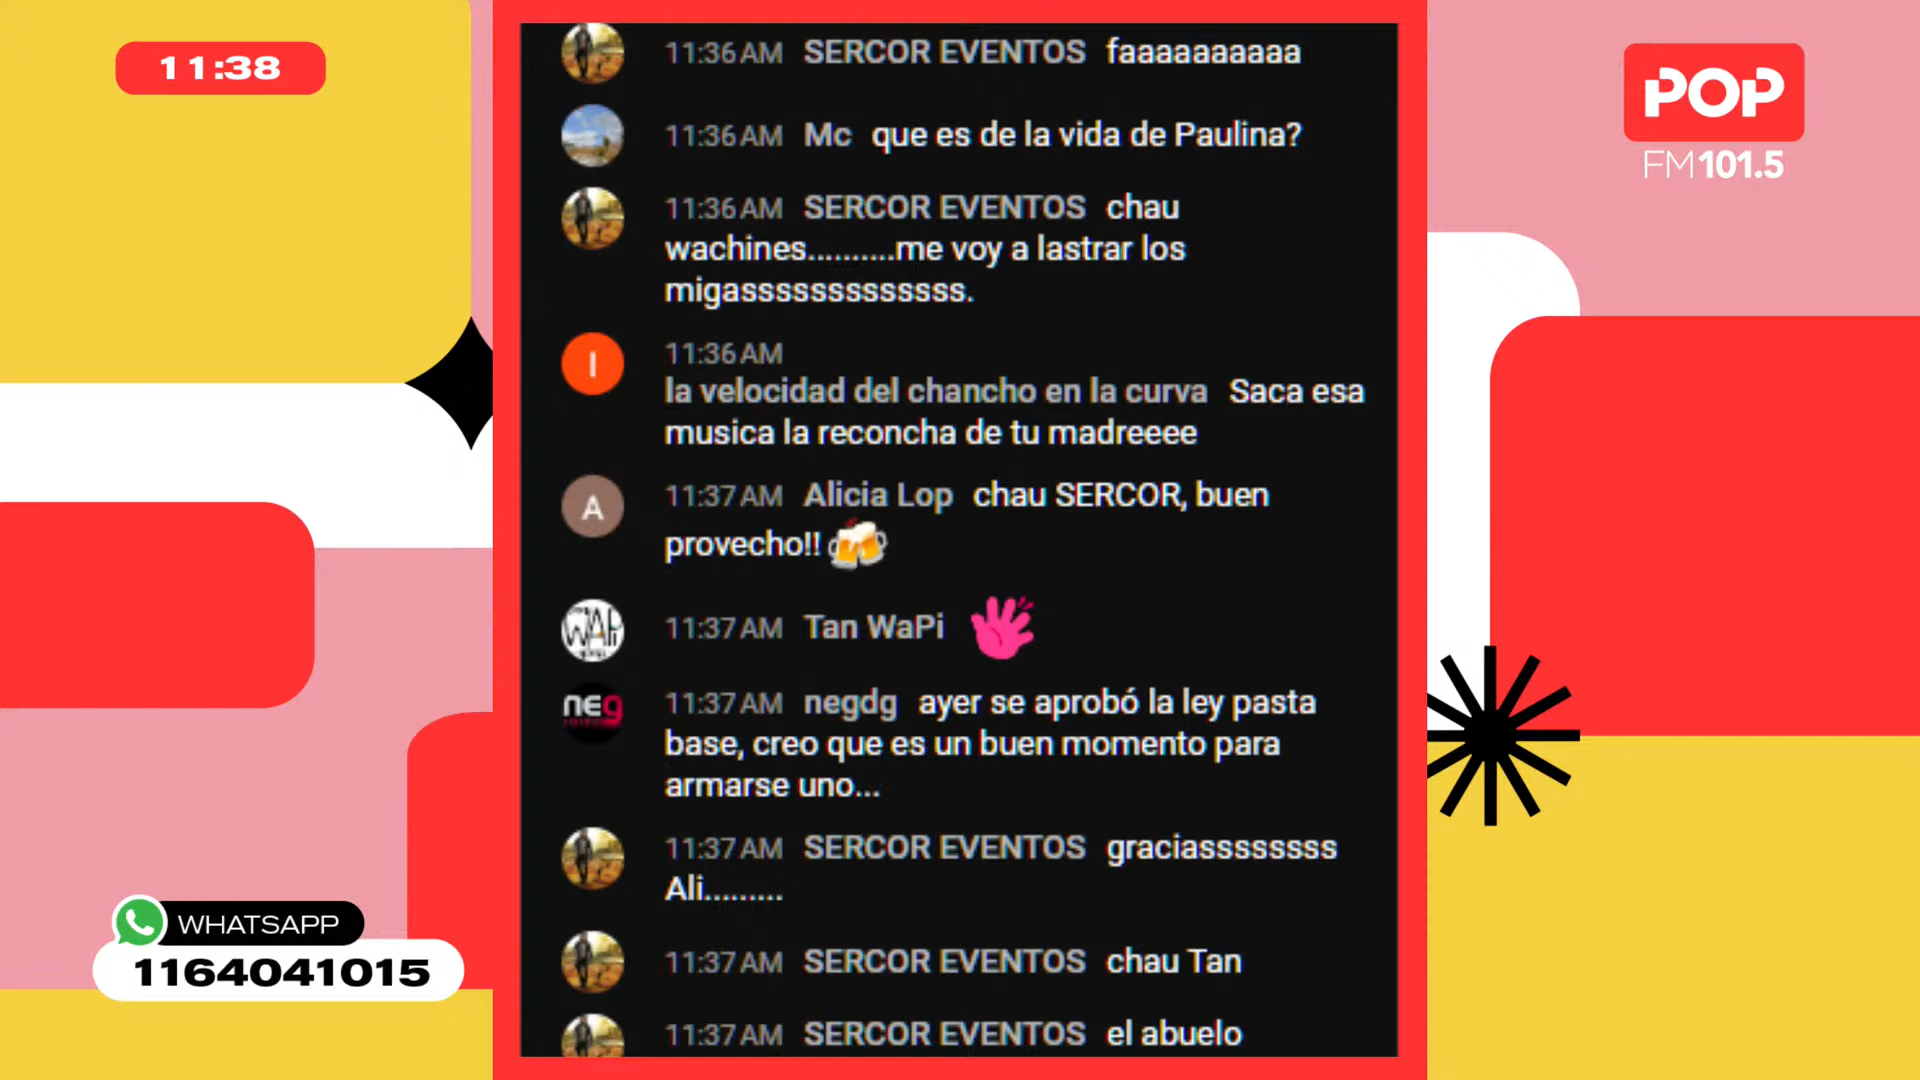 11:38
POP
FM101.5
11:36 AM SERCOR EVENTOS faaaaaaaaaa
11:36 AM Mc que es de la vida de Paulina?
11:36 AM SERCOR EVENTOS chau
wachines..........me voy a lastrar los
migasssssssssssss.
I
11:36 AM
la velocidad del chancho en la curva Saca esa
musica la reconcha de tu madreeee
A
11:37 AM Alicia Lop chau SERCOR, buen
provecho!!
WAPi
11:37 AM Tan WaPi
neg
11:37 AM negdg ayer se aprobó la ley pasta
base, creo que es un buen momento para
armarse uno...
11:37 AM SERCOR EVENTOS graciassssssss
Ali.........
11:37 AM SERCOR EVENTOS chau Tan
11:37 AM SERCOR EVENTOS el abuelo
WHATSAPP
1164041015